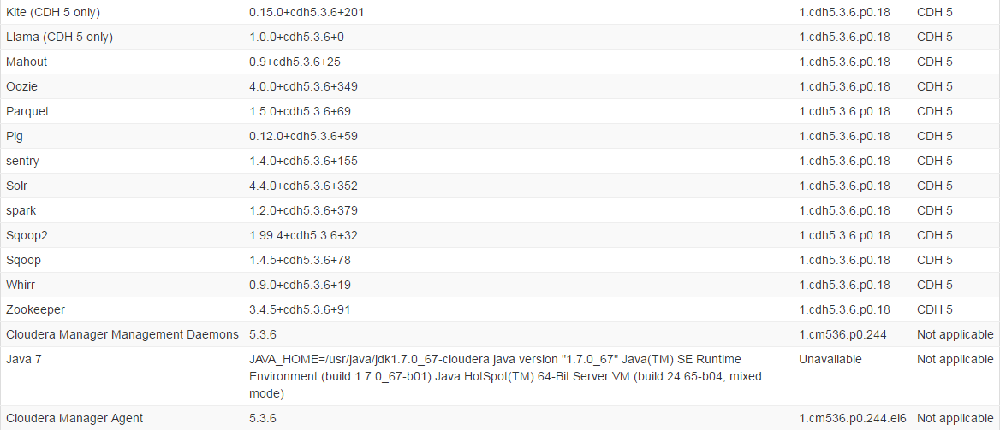 Kite (CDH 5 only) 0.15.0+cdh5.3.6+201 1.cdh5.3.6.p0.18 CDH 5
Llama (CDH 5 only) 1.0.0+cdh5.3.6+0 1.cdh5.3.6.p0.18 CDH 5
Mahout 0.9+cdh5.3.6+25 1.cdh5.3.6.p0.18 CDH 5
Oozie 4.0.0+cdh5.3.6+349 1.cdh5.3.6.p0.18 CDH 5
Parquet 1.5.0+cdh5.3.6+69 1.cdh5.3.6.p0.18 CDH 5
Pig 0.12.0+cdh5.3.6+59 1.cdh5.3.6.p0.18 CDH 5
sentry 1.4.0+cdh5.3.6+155 1.cdh5.3.6.p0.18 CDH 5
Solr 4.4.0+cdh5.3.6+352 1.cdh5.3.6.p0.18 CDH 5
spark 1.2.0+cdh5.3.6+379 1.cdh5.3.6.p0.18 CDH 5
Sqoop2 1.99.4+cdh5.3.6+32 1.cdh5.3.6.p0.18 CDH 5
Sqoop 1.4.5+cdh5.3.6+78 1.cdh5.3.6.p0.18 CDH 5
Whirr 0.9.0+cdh5.3.6+19 1.cdh5.3.6.p0.18 CDH 5
Zookeeper 3.4.5+cdh5.3.6+91 1.cdh5.3.6.p0.18 CDH 5
Cloudera Manager Management Daemons 5.3.6 1.cm536.p0.244 Not applicable
Java 7 JAVA_HOME=/usr/java/jdk1.7.0_67-cloudera java version "1.7.0_67" Java(TM) SE Runtime Unavailable Not applicable
Environment (build 1.7.0_67-b01) Java HotSpot(TM) 64-Bit Server VM (build 24.65-b04, mixed
mode)
Cloudera Manager Agent 5.3.6 1.cm536.p0.244.el6 Not applicable